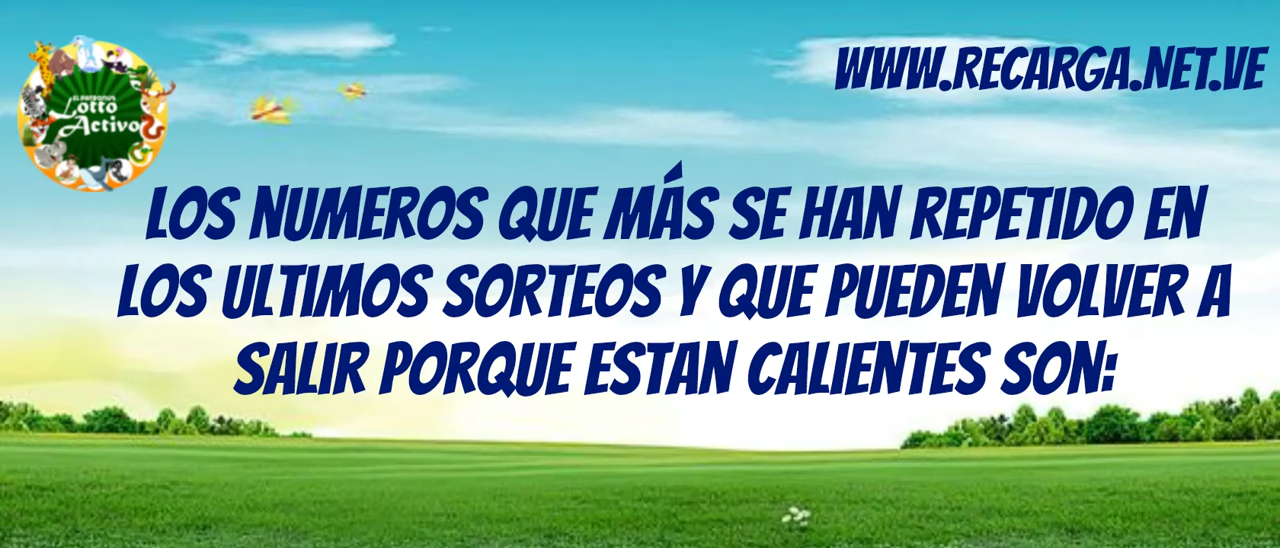 WWW.RECARGA.NET.VE
Lotto
Activo
LOS NUMEROS QUE MÁS SE HAN REPETIDO EN
LOS ULTIMOS SORTEOS Y QUE PUEDEN VOLVER A
SALIR PORQUE ESTAN CALIENTES SON: